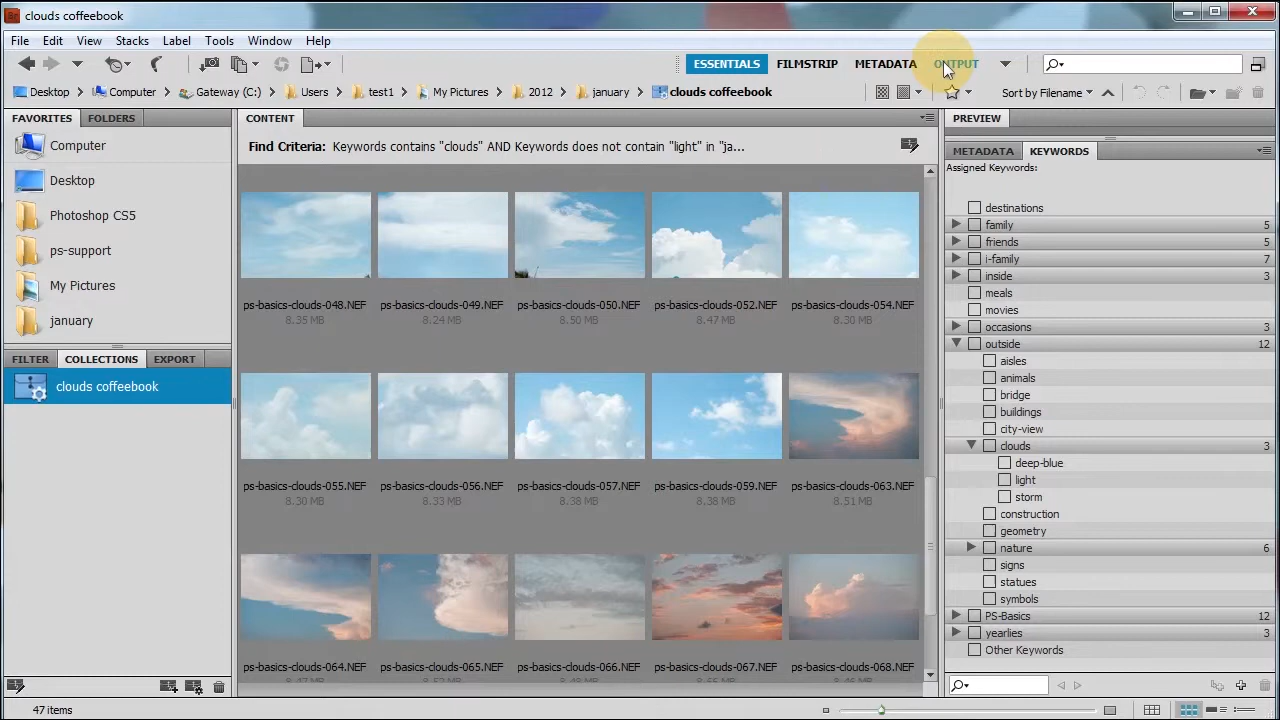 Br clouds coffeebook
File Edit View Stacks Label Tools Window Help
ESSENTIALS FILMSTRIP METADATA OUTPUT
Desktop Computer Gateway (C:) Users test1 My Pictures 2012 january clouds coffeebook Sort by Filename
FAVORITES FOLDERS
Computer
Desktop
Photoshop CS5
ps-support
My Pictures
january
FILTER COLLECTIONS EXPORT
clouds coffeebook
CONTENT
Find Criteria: Keywords contains "clouds" AND Keywords does not contain "light" in "ja...
ps-basics-clouds-048.NEF ps-basics-clouds-049.NEF ps-basics-clouds-050.NEF ps-basics-clouds-052.NEF ps-basics-clouds-054.NEF
8.35 MB 8.24 MB 8.50 MB 8.47 MB 8.30 MB
ps-basics-clouds-055.NEF ps-basics-clouds-056.NEF ps-basics-clouds-057.NEF ps-basics-clouds-059.NEF ps-basics-clouds-063.NEF
8.30 MB 8.33 MB 8.38 MB 8.38 MB 8.51 MB
ps-basics-clouds-064.NEF ps-basics-clouds-065.NEF ps-basics-clouds-066.NEF ps-basics-clouds-067.NEF ps-basics-clouds-068.NEF
PREVIEW
METADATA KEYWORDS
Assigned Keywords:
destinations
family 5
friends 5
i-family 7
inside 3
meals
movies
occasions 3
outside 12
aisles
animals
bridge
buildings
city-view
clouds 3
deep-blue
light
storm
construction
geometry
nature 6
signs
statues
symbols
PS-Basics 12
yearlies 3
Other Keywords
47 items